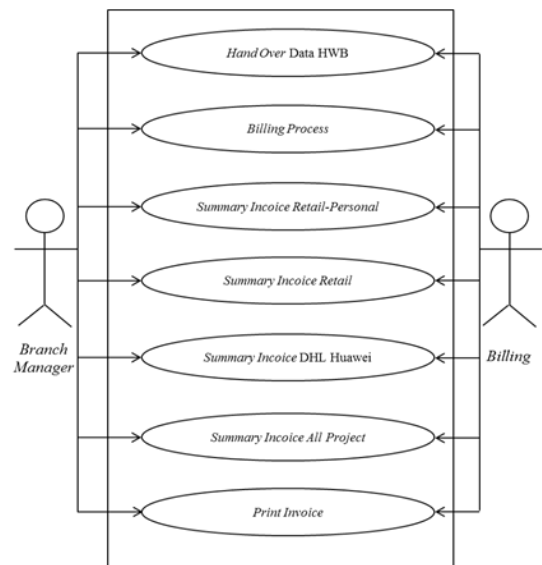 Hand Over Data HWB
Billing Process
Summary Incoice Retail-Personal
Summary Incoice Retail
Branch
Manager
Summary Incoice DHL Huawei
Billing
Summary Incoice All Project
Print Invoice